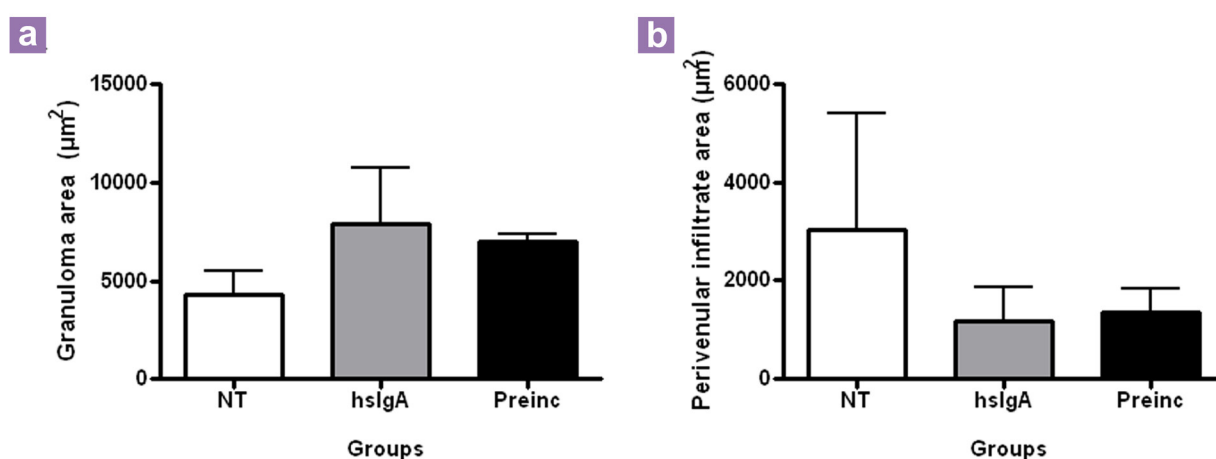 a
Granuloma area (µm²)
15000
10000
5000
0
NT hsIgA Preinc
Groups
b
Perivenular infiltrate area (µm²)
6000
4000
2000
0
NT hsIgA Preinc
Groups